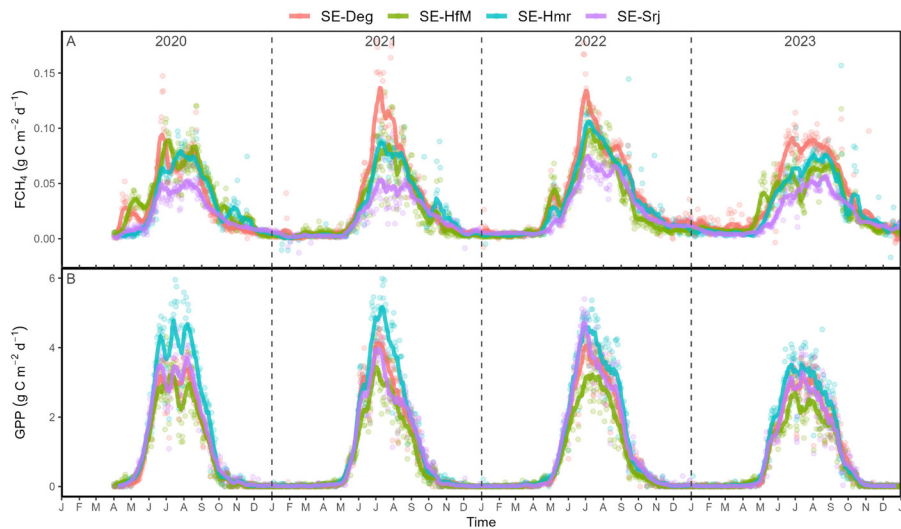 SE-Deg SE-HfM SE-Hmr SE-Srj
A 2020 2021 2022 2023
0.15
0.10
0.05
0.00
FCH₄ (g C m⁻² d⁻¹)
B
6
4
2
0
GPP (g C m⁻² d⁻¹)
J F M A M J J A S O N D J F M A M J J A S O N D J F M A M J J A S O N D J F M A M J J A S O N D J
Time